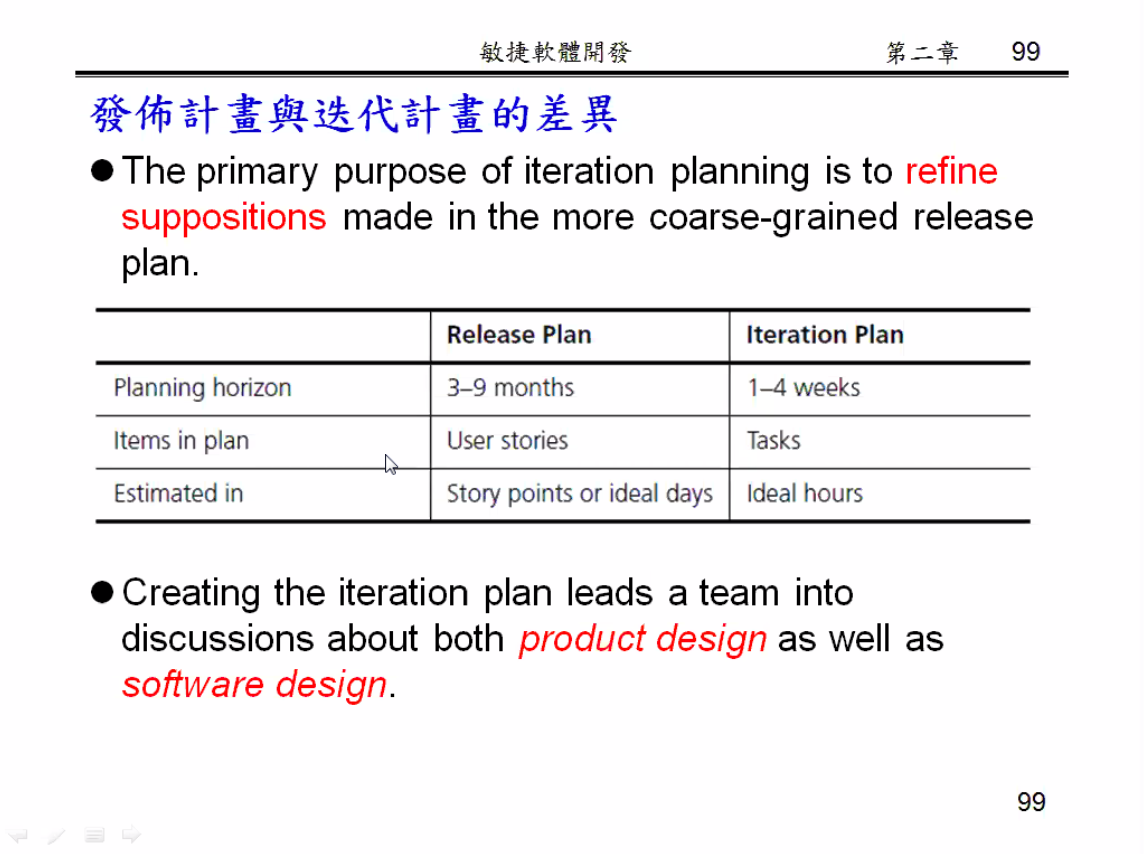 敏捷軟體開發 第二章 99
發佈計畫與迭代計畫的差異
●The primary purpose of iteration planning is to refine
suppositions made in the more coarse-grained release
plan.
Release Plan Iteration Plan
Planning horizon 3–9 months 1–4 weeks
Items in plan User stories Tasks
Estimated in Story points or ideal days Ideal hours
●Creating the iteration plan leads a team into
discussions about both product design as well as
software design.
99